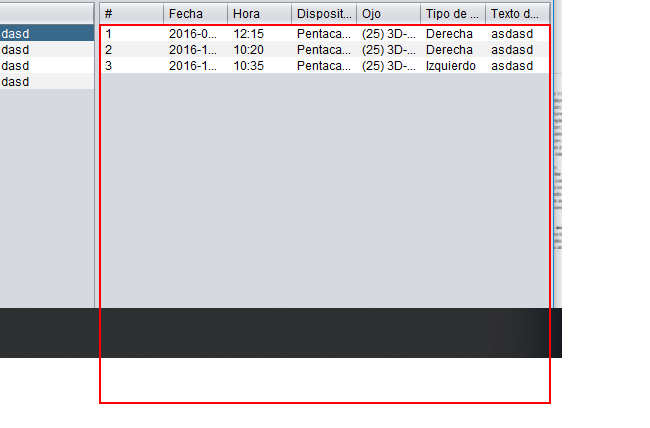 # Fecha Hora Disposit... Ojo Tipo de ... Texto d...
dasd 1 2016-0... 12:15 Pentaca... (25) 3D-... Derecha asdasd
dasd 2 2016-1... 10:20 Pentaca... (25) 3D-... Derecha asdasd
dasd 3 2016-1... 10:35 Pentaca... (25) 3D-... Izquierdo asdasd
dasd